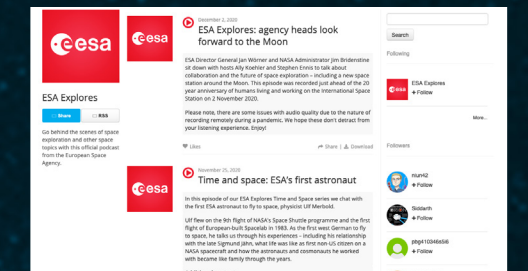 esa
ESA Explores
Share
RSS
Go behind the scenes of space
exploration and other space
topics with this official podcast
from the European Space
Agency.
esa
December 2, 2020
ESA Explores: agency heads look
forward to the Moon
ESA Director General Jan Wörner and NASA Administrator Jim Bridenstine
sit down with hosts Ally Koehler and Stephen Ennis to talk about
collaboration and the future of space exploration – including a new space
station around the Moon. This episode was recorded just ahead of the 20
year anniversary of humans living and working on the International Space
Station on 2 November 2020.
Please note, there are issues with audio quality due to the nature of
recording remotely during a pandemic. We hope these don't detract from
your listening experience. Enjoy!
Likes
Share | Download
esa
November 25, 2020
Time and space: ESA's first astronaut
In this episode of our ESA Explores Time and Space series we chat with
the first ESA astronaut to fly to space, physicist Ulf Merbold.
Ulf flew on the 9th flight of NASA's Space Shuttle programme and the first
flight of European-built Spacelab in 1983. As the first west German to fly
to space, he talks us through his experiences – including his relationship
with the late Sigmund Jähn, what life was like as first non-US citizen on a
NASA spacecraft and how the astronauts and cosmonauts he worked
with became like family through the years.
Search
Following
esa
ESA Explores
+ Follow
More...
Followers
niun42
+ Follow
Siddarth
+ Follow
+ Follow